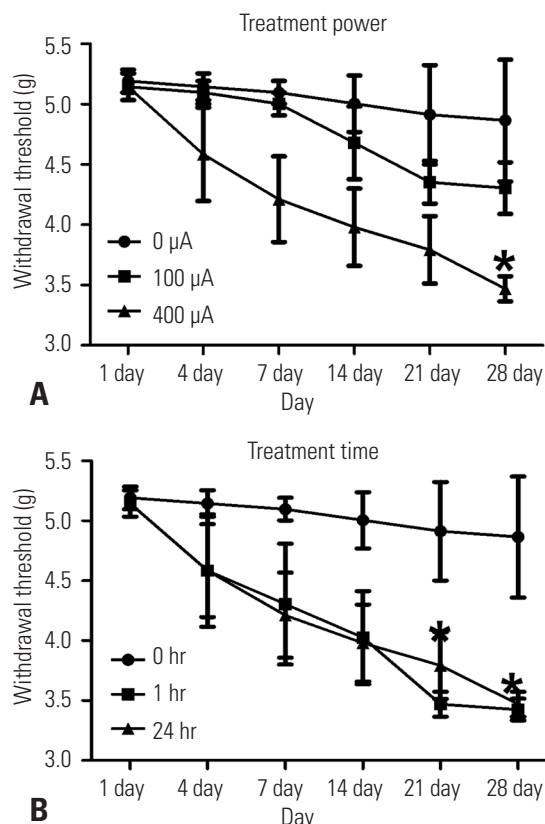 Treatment power
5.5
5.0
4.5
4.0
3.5
3.0
Withdrawal threshold (g)
0 µA
100 µA
400 µA
*
1 day 4 day 7 day 14 day 21 day 28 day
Day
A
Treatment time
5.5
5.0
4.5
4.0
3.5
3.0
Withdrawal threshold (g)
0 hr
1 hr
24 hr
*
*
1 day 4 day 7 day 14 day 21 day 28 day
Day
B